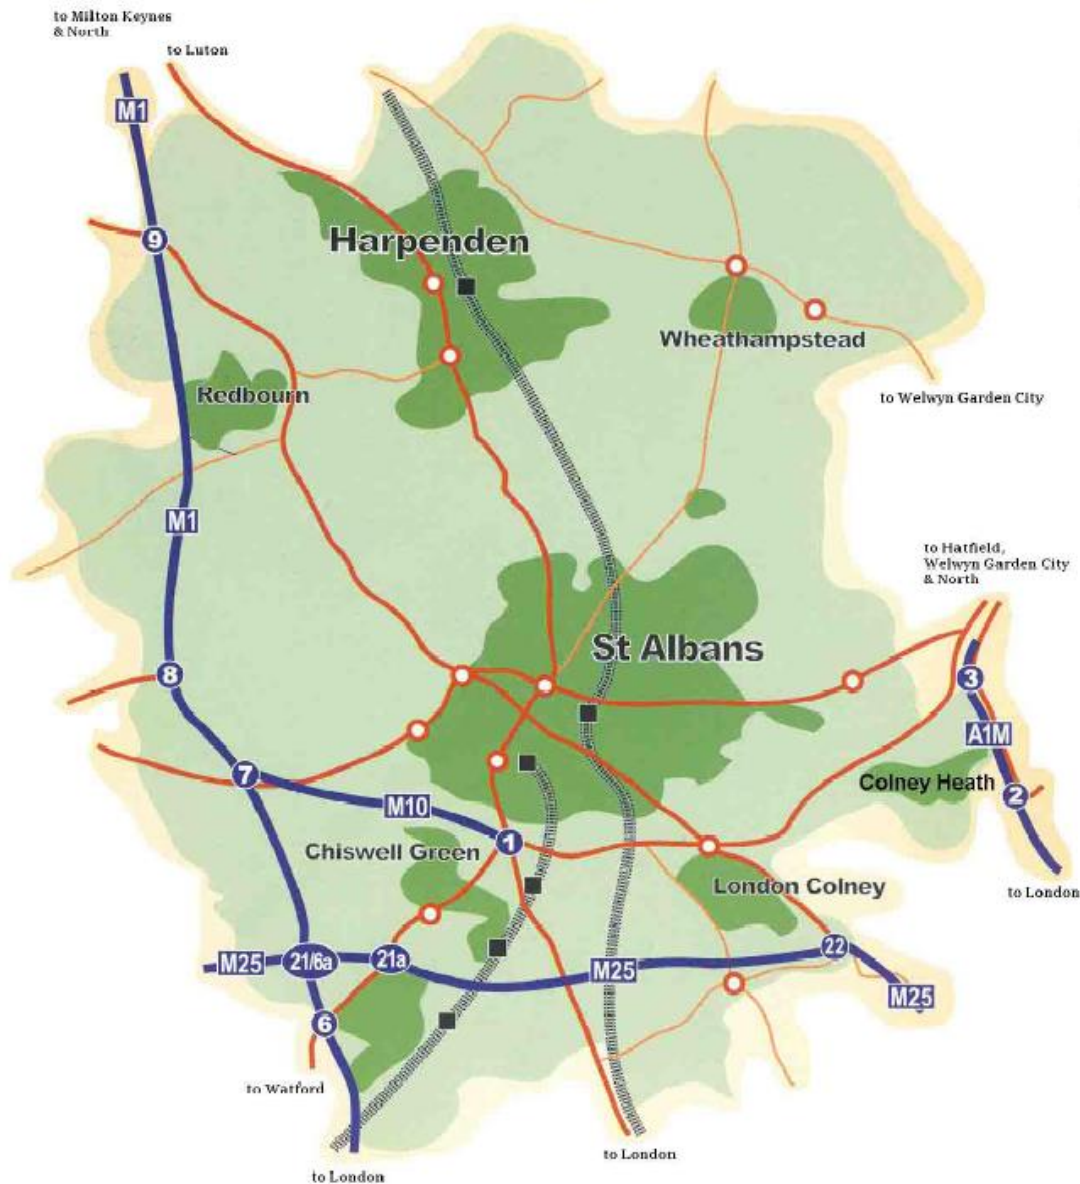 to Milton Keynes
& North
to Luton
M1
9
Harpenden
Wheathampstead
Redbourn
to Welwyn Garden City
M1
to Hatfield,
Welwyn Garden City
& North
St Albans
8
3
A1M
7
Colney Heath
2
M10
1
Chiswell Green
London Colney
to London
22
M25
21/6a
21a
M25
M25
6
to Watford
to London
to London